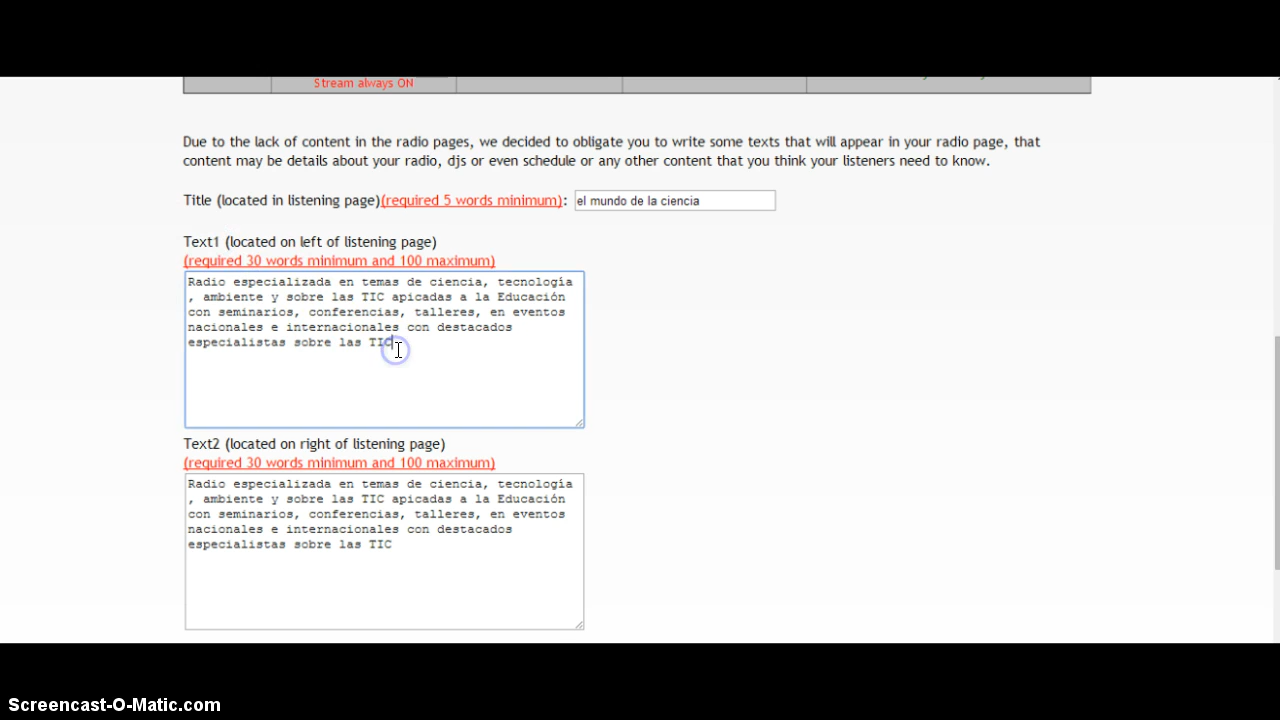 Stream always ON
Due to the lack of content in the radio pages, we decided to obligate you to write some texts that will appear in your radio page, that
content may be details about your radio, djs or even schedule or any other content that you think your listeners need to know.
Title (located in listening page)(required 5 words minimum): el mundo de la ciencia
Text1 (located on left of listening page)
(required 30 words minimum and 100 maximum)
Radio especializada en temas de ciencia, tecnología
, ambiente y sobre las TIC apicadas a la Educación
con seminarios, conferencias, talleres, en eventos
nacionales e internacionales con destacados
especialistas sobre las TIC
Text2 (located on right of listening page)
(required 30 words minimum and 100 maximum)
Radio especializada en temas de ciencia, tecnología
, ambiente y sobre las TIC apicadas a la Educación
con seminarios, conferencias, talleres, en eventos
nacionales e internacionales con destacados
especialistas sobre las TIC
Screencast-O-Matic.com